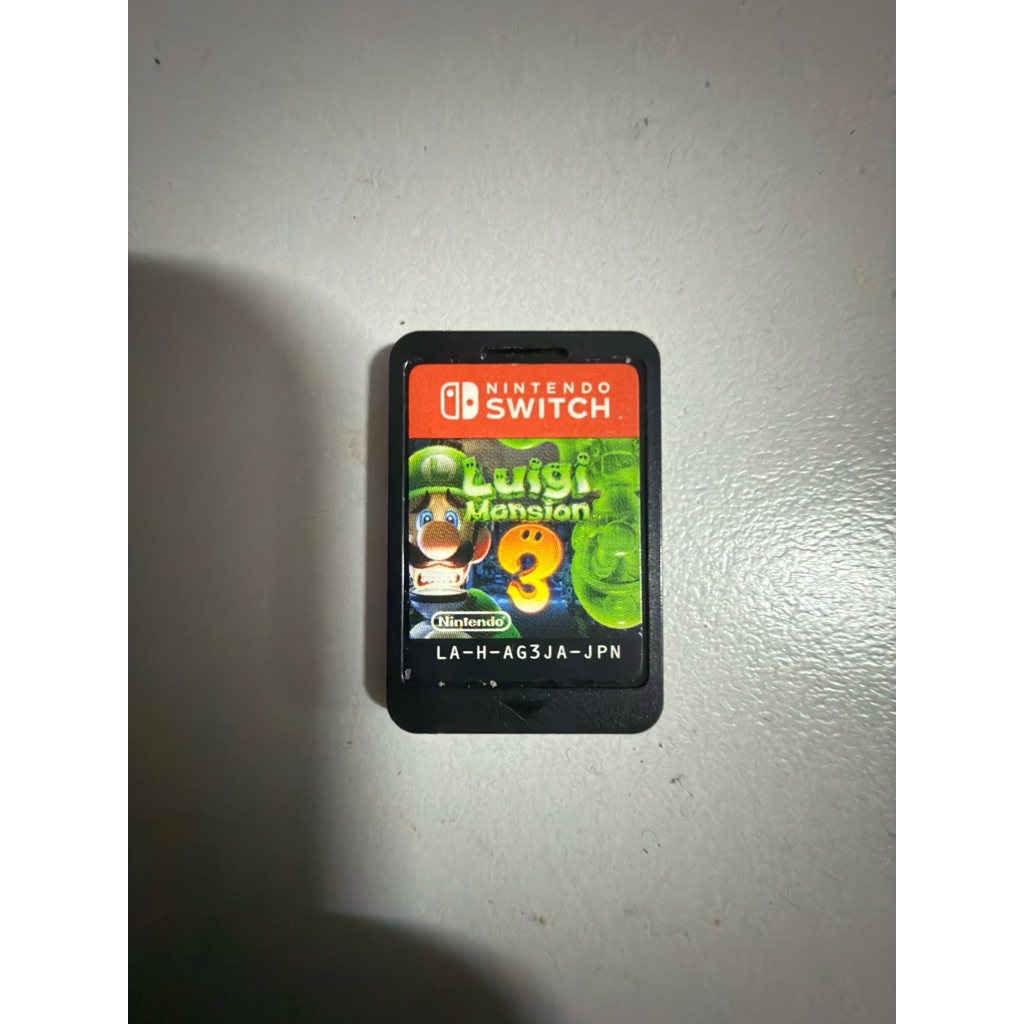 NINTENDO
SWITCH
Luigi
Mansion
3
Nintendo
LA-H-AG3JA-JPN